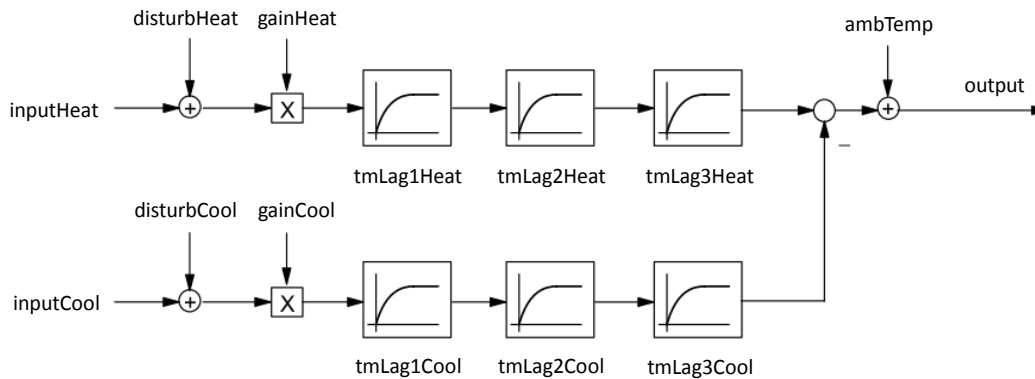 disturbHeat gainHeat
ambTemp
output
inputHeat + X +
–
tmLag1Heat tmLag2Heat tmLag3Heat
disturbCool gainCool
inputCool + X
tmLag1Cool tmLag2Cool tmLag3Cool